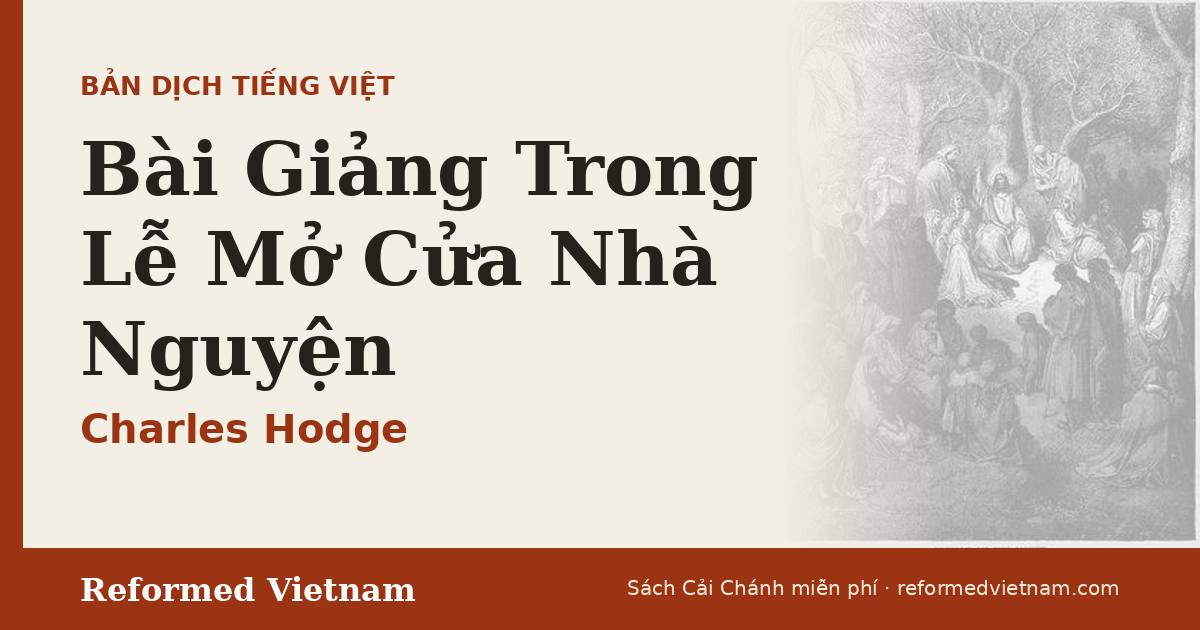 BẢN DỊCH TIẾNG VIỆT
Bài Giảng Trong
Lễ Mở Cửa Nhà
Nguyện
Charles Hodge
Reformed Vietnam
Sách Cải Chánh miễn phí · reformedvietnam.com